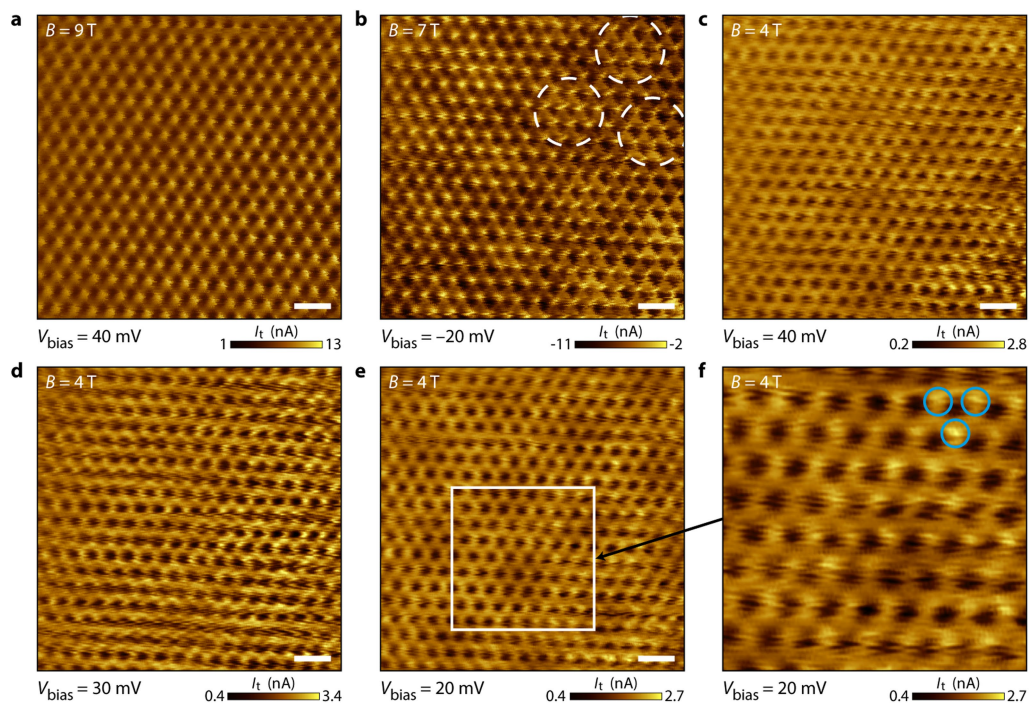 a
B = 9 T
V_bias = 40 mV
I_t (nA)
1 13
b
B = 7 T
V_bias = –20 mV
I_t (nA)
-11 -2
c
B = 4 T
V_bias = 40 mV
I_t (nA)
0.2 2.8
d
B = 4 T
V_bias = 30 mV
I_t (nA)
0.4 3.4
e
B = 4 T
V_bias = 20 mV
I_t (nA)
0.4 2.7
f
B = 4 T
V_bias = 20 mV
I_t (nA)
0.4 2.7